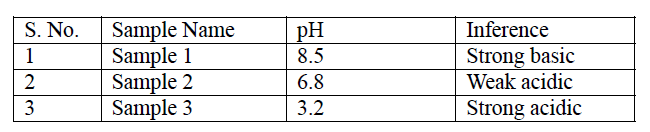 S. No. Sample Name pH Inference
1 Sample 1 8.5 Strong basic
2 Sample 2 6.8 Weak acidic
3 Sample 3 3.2 Strong acidic